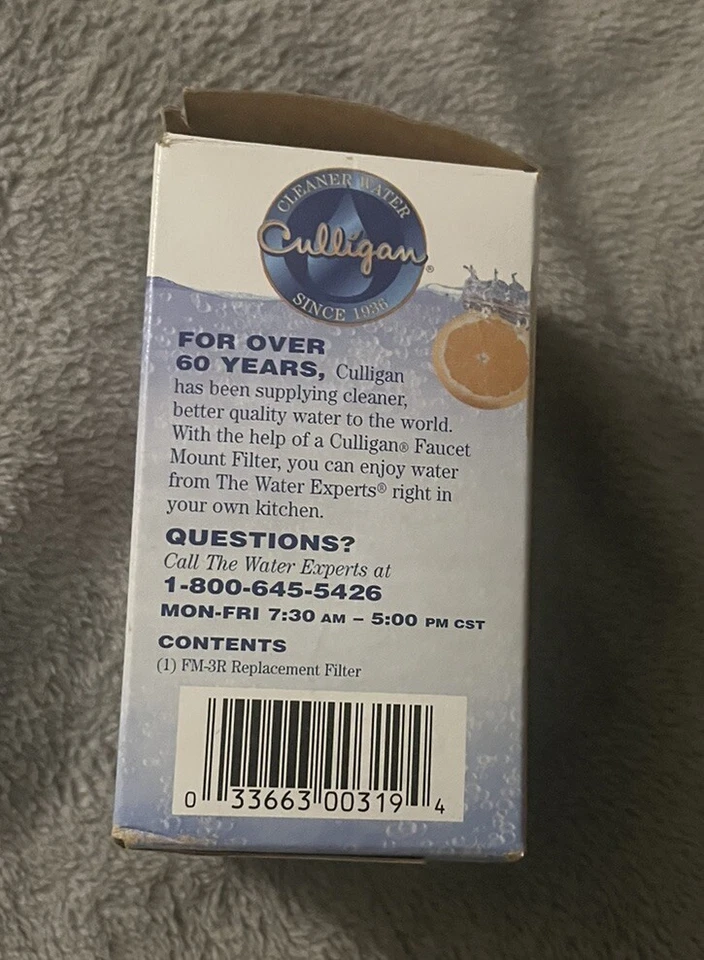 CLEANER WATER
Culligan®
SINCE 1936
FOR OVER
60 YEARS, Culligan
has been supplying cleaner,
better quality water to the world.
With the help of a Culligan® Faucet
Mount Filter, you can enjoy water
from The Water Experts® right in
your own kitchen.
QUESTIONS?
Call The Water Experts at
1-800-645-5426
MON-FRI 7:30 AM – 5:00 PM CST
CONTENTS
(1) FM-3R Replacement Filter
0 33663 00319 4